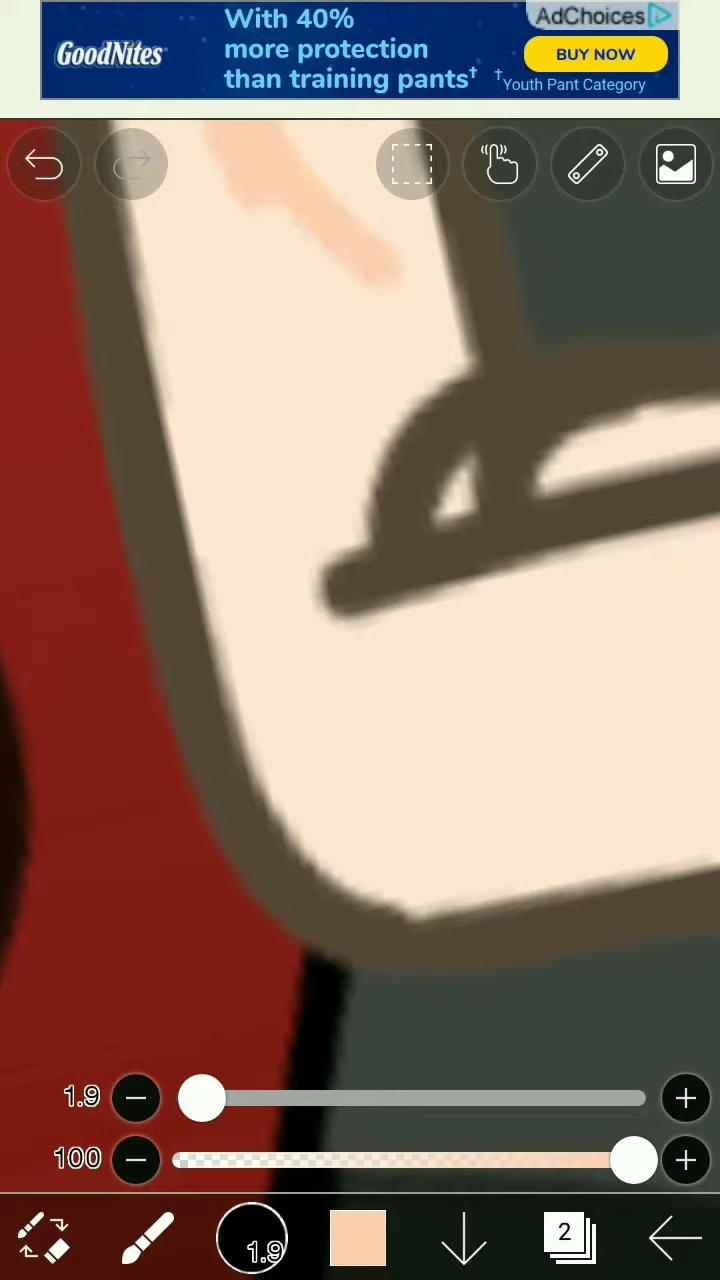 GOODNITES
With 40%
more protection
than training pants†
AdChoices
BUY NOW
†Youth Pant Category
1.9
100
1.9
2